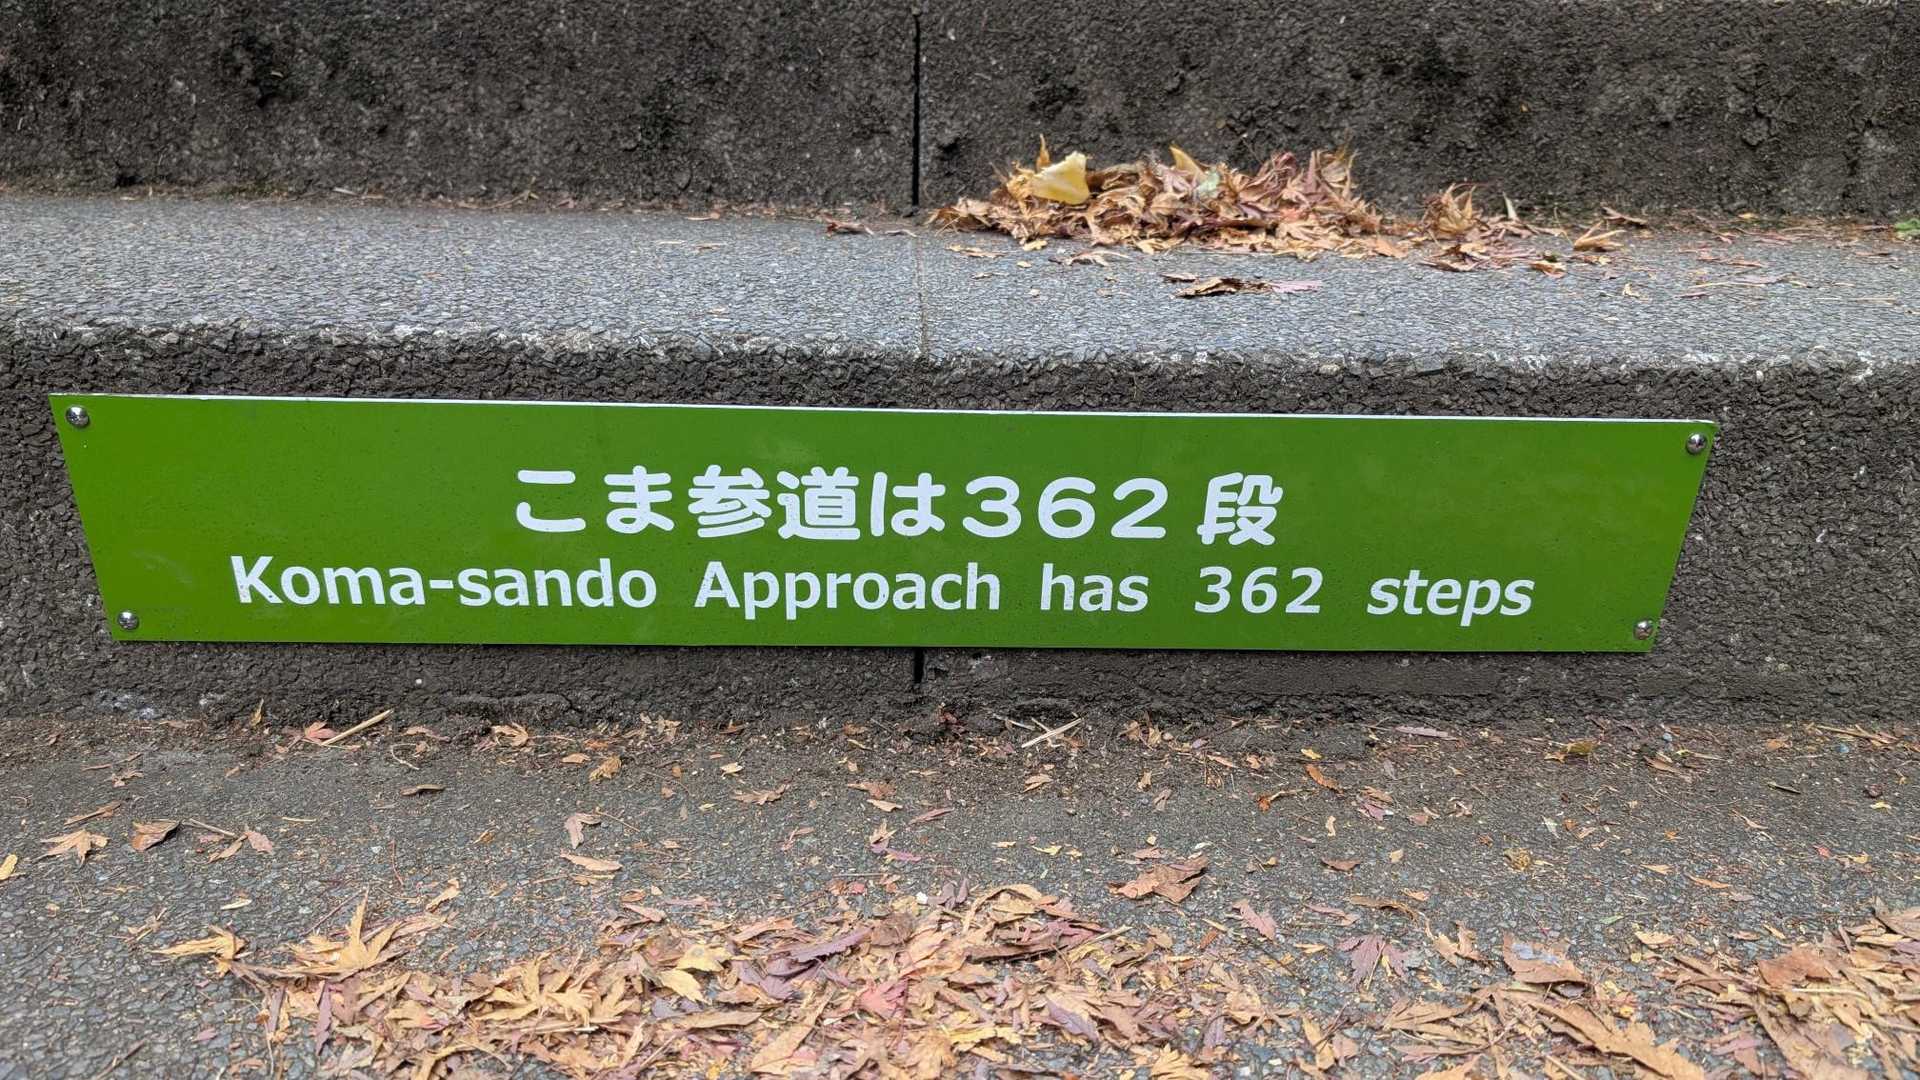 こま参道は３６２段
Koma-sando Approach has 362 steps